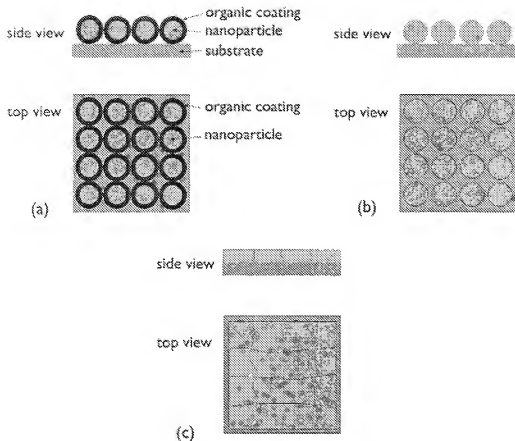 organic coating
side view
nanoparticle
substrate
top view
organic coating
nanoparticle
(a)
side view
top view
(b)
side view
top view
(c)